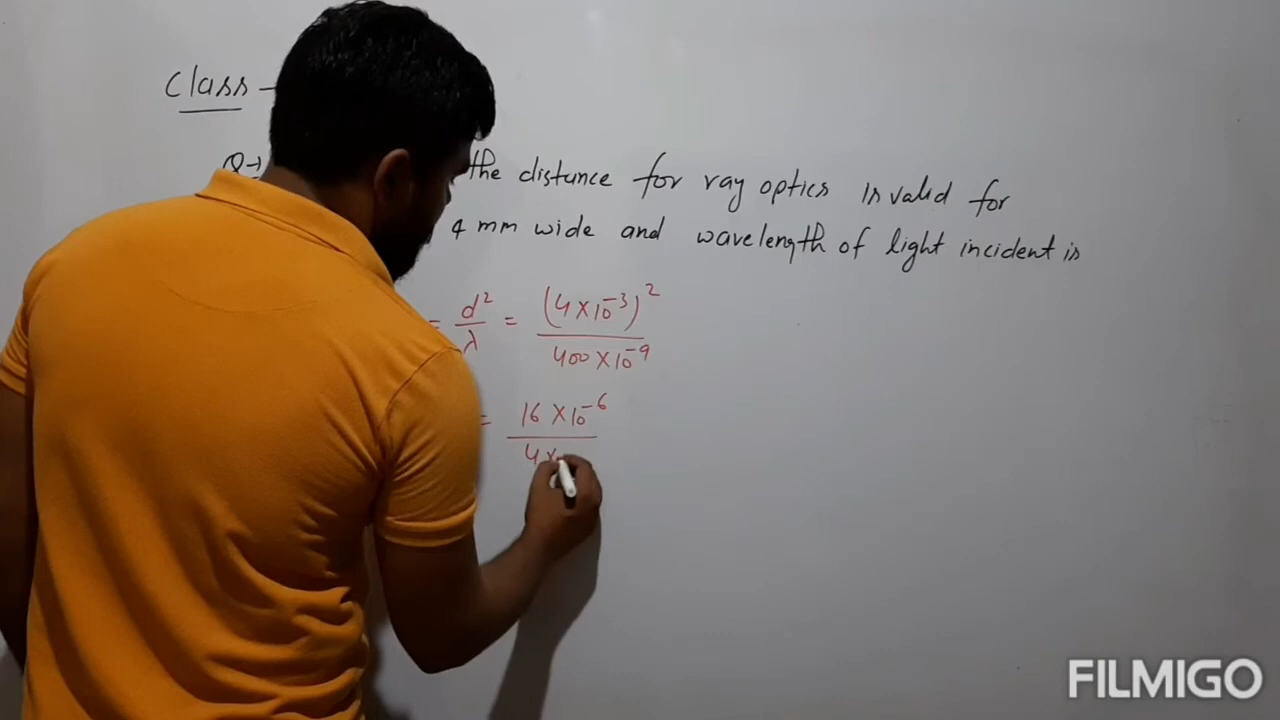 Class -
Q→ the distance for ray optics is valid for
4 mm wide and wavelength of light incident is
= d²/λ = (4×10⁻³)²/400×10⁻⁹
= 16×10⁻⁶/4×
FILMIGO